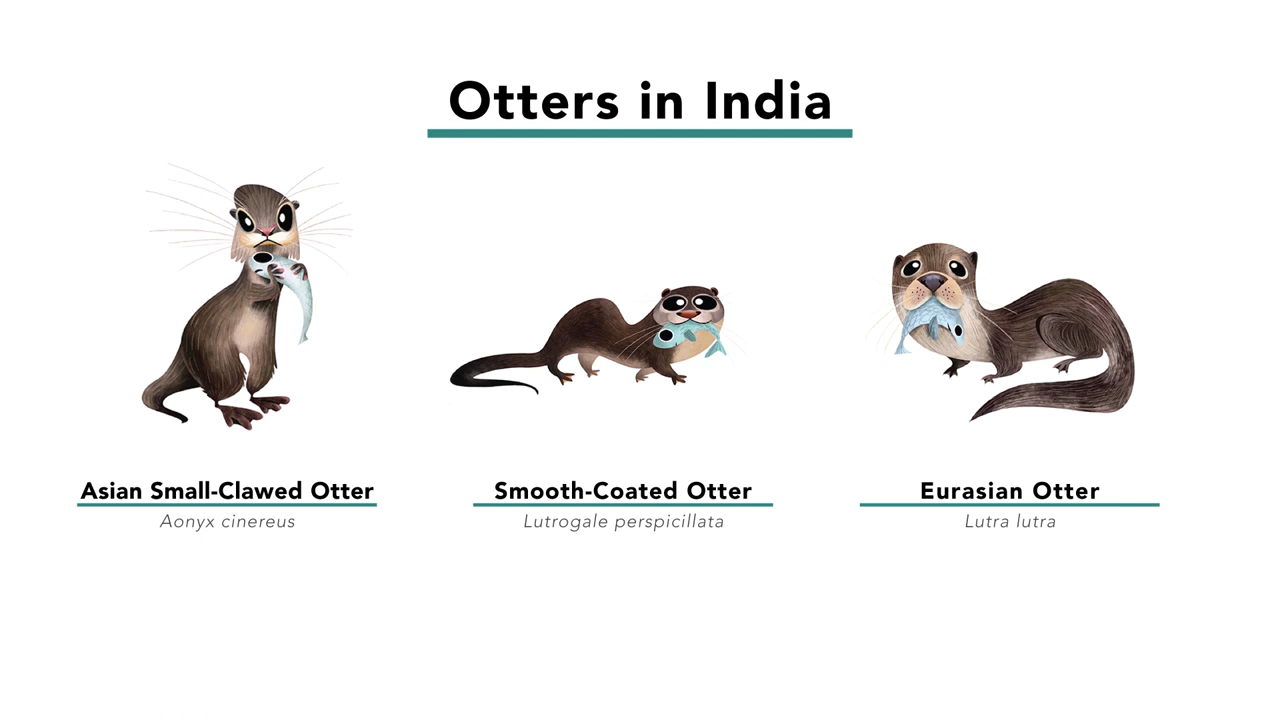 Otters in India
Asian Small-Clawed Otter
Aonyx cinereus
Smooth-Coated Otter
Lutrogale perspicillata
Eurasian Otter
Lutra lutra